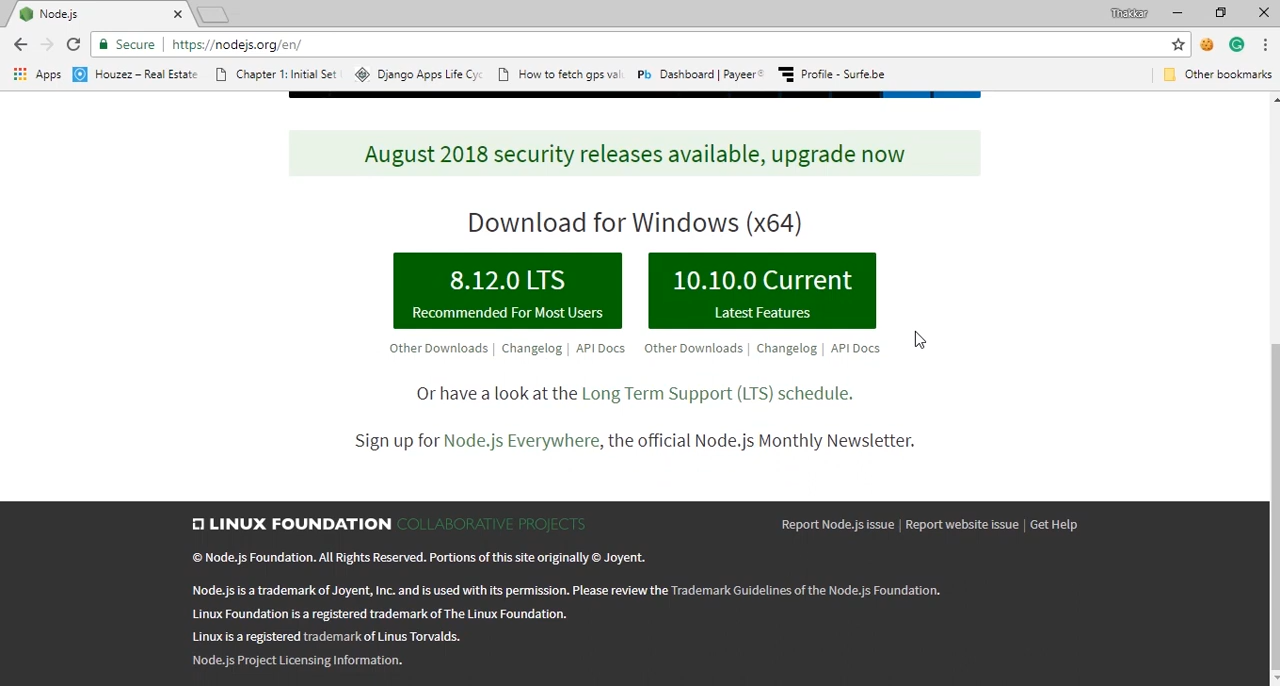 Node.js
Thakkar
Secure
https://nodejs.org/en/
Apps
Houzez – Real Estate
Chapter 1: Initial Set
Django Apps Life Cyc
How to fetch gps val
Pb Dashboard | Payeer®
Profile - Surfe.be
Other bookmarks
August 2018 security releases available, upgrade now
Download for Windows (x64)
8.12.0 LTS
Recommended For Most Users
10.10.0 Current
Latest Features
Other Downloads | Changelog | API Docs
Other Downloads | Changelog | API Docs
Or have a look at the Long Term Support (LTS) schedule.
Sign up for Node.js Everywhere, the official Node.js Monthly Newsletter.
LINUX FOUNDATION COLLABORATIVE PROJECTS
Report Node.js issue | Report website issue | Get Help
© Node.js Foundation. All Rights Reserved. Portions of this site originally © Joyent.
Node.js is a trademark of Joyent, Inc. and is used with its permission. Please review the Trademark Guidelines of the Node.js Foundation.
Linux Foundation is a registered trademark of The Linux Foundation.
Linux is a registered trademark of Linus Torvalds.
Node.js Project Licensing Information.